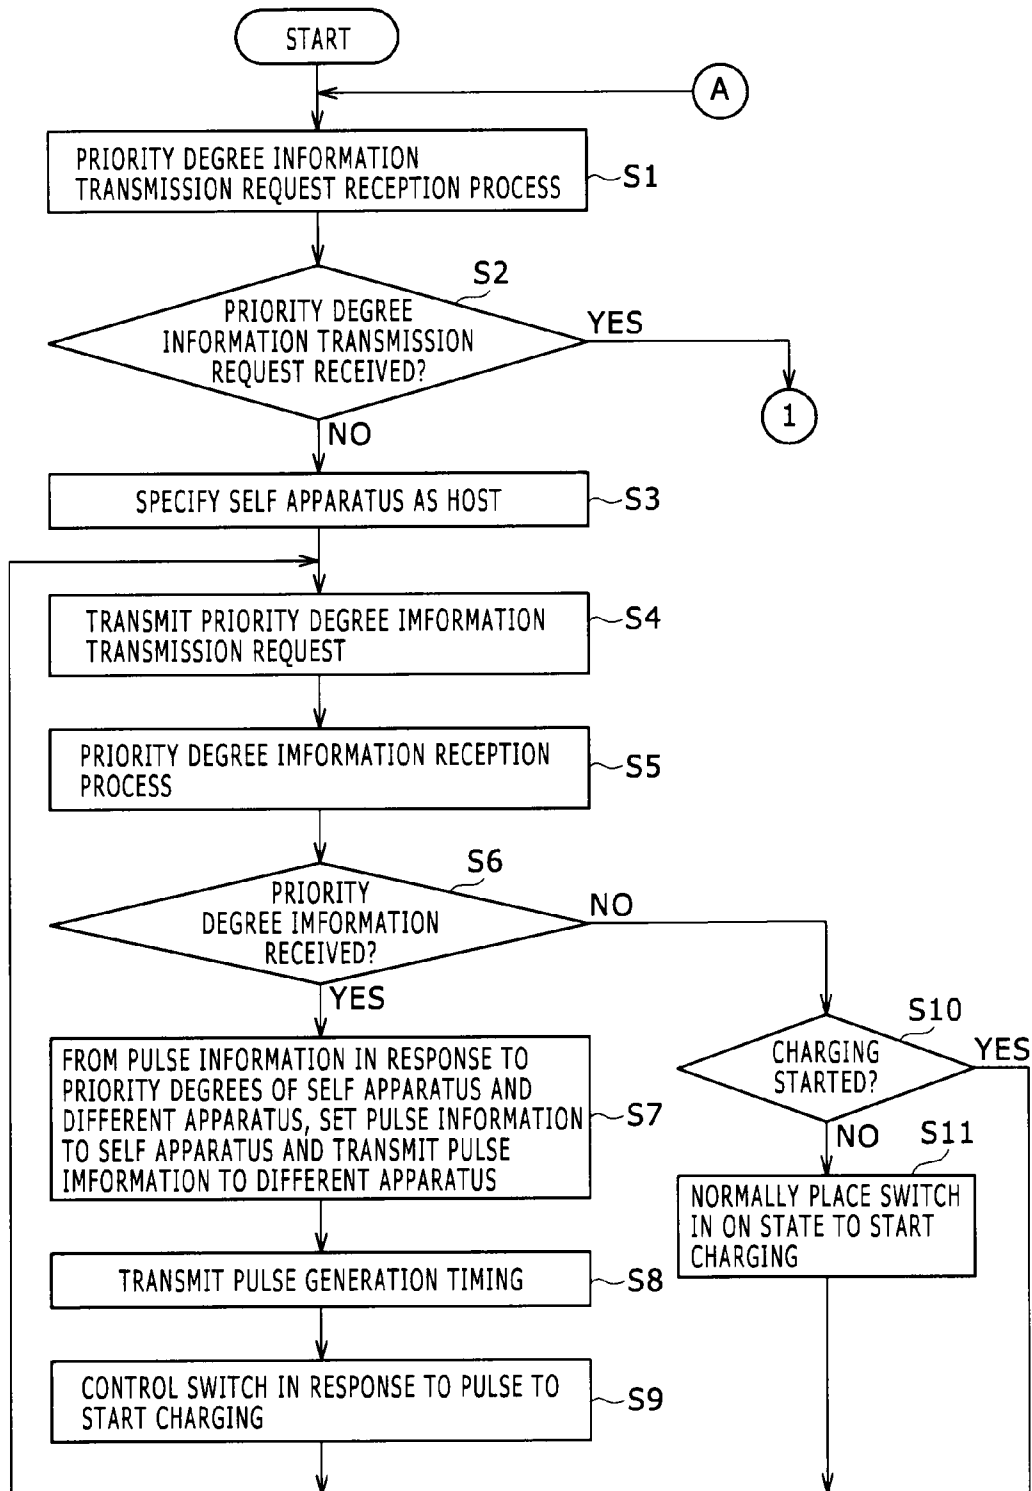 START
A
PRIORITY DEGREE INFORMATION
TRANSMISSION REQUEST RECEPTION PROCESS
S1
S2
PRIORITY DEGREE
INFORMATION TRANSMISSION
REQUEST RECEIVED?
YES
1
NO
SPECIFY SELF APPARATUS AS HOST
S3
TRANSMIT PRIORITY DEGREE IMFORMATION
TRANSMISSION REQUEST
S4
PRIORITY DEGREE IMFORMATION RECEPTION
PROCESS
S5
S6
PRIORITY
DEGREE IMFORMATION
RECEIVED?
NO
YES
S10
CHARGING
STARTED?
YES
NO
S11
NORMALLY PLACE SWITCH
IN ON STATE TO START
CHARGING
FROM PULSE INFORMATION IN RESPONSE TO
PRIORITY DEGREES OF SELF APPARATUS AND
DIFFERENT APPARATUS, SET PULSE INFORMATION
TO SELF APPARATUS AND TRANSMIT PULSE
IMFORMATION TO DIFFERENT APPARATUS
S7
TRANSMIT PULSE GENERATION TIMING
S8
CONTROL SWITCH IN RESPONSE TO PULSE TO
START CHARGING
S9